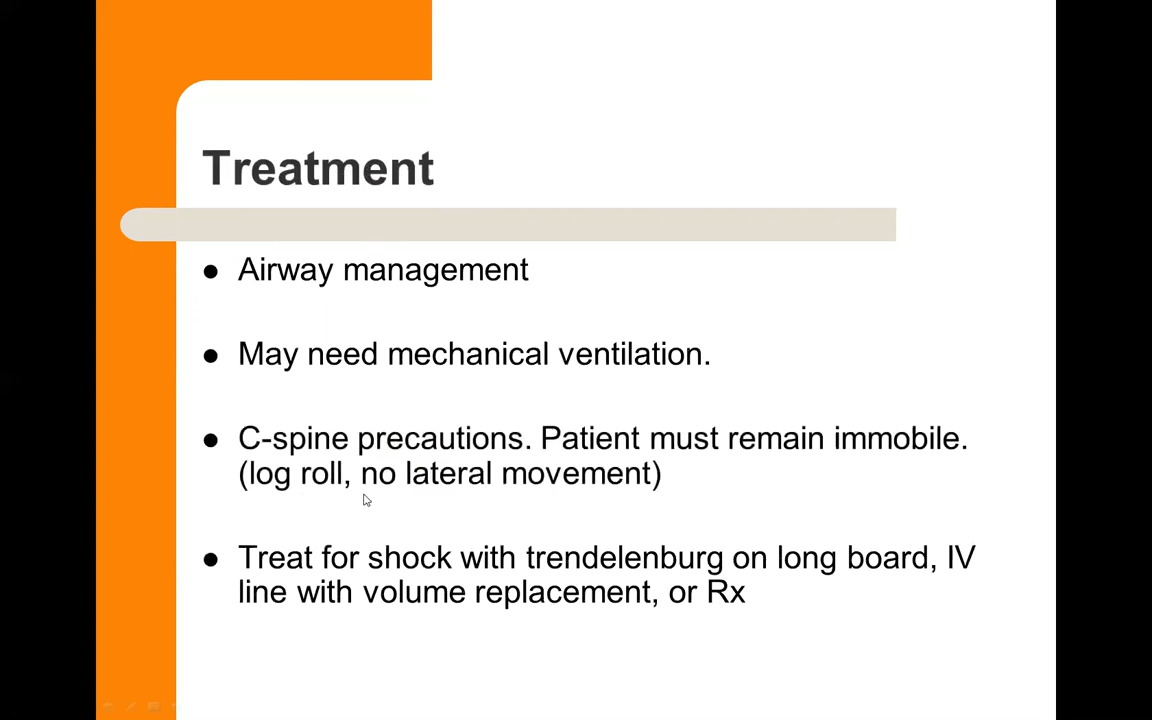 Treatment
● Airway management
● May need mechanical ventilation.
● C-spine precautions. Patient must remain immobile.
(log roll, no lateral movement)
● Treat for shock with trendelenburg on long board, IV
line with volume replacement, or Rx